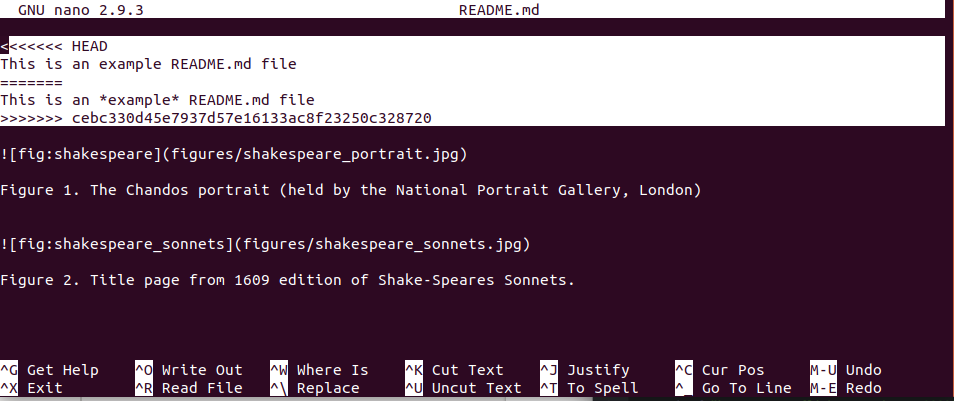 GNU nano 2.9.3 README.md
<<<<<<< HEAD
This is an example README.md file
=======
This is an *example* README.md file
>>>>>>> cebc330d45e7937d57e16133ac8f23250c328720
![fig:shakespeare](figures/shakespeare_portrait.jpg)
Figure 1. The Chandos portrait (held by the National Portrait Gallery, London)
![fig:shakespeare_sonnets](figures/shakespeare_sonnets.jpg)
Figure 2. Title page from 1609 edition of Shake-Speares Sonnets.
^G Get Help ^O Write Out ^W Where Is ^K Cut Text ^J Justify ^C Cur Pos M-U Undo
^X Exit ^R Read File ^\ Replace ^U Uncut Text ^T To Spell ^_ Go To Line M-E Redo